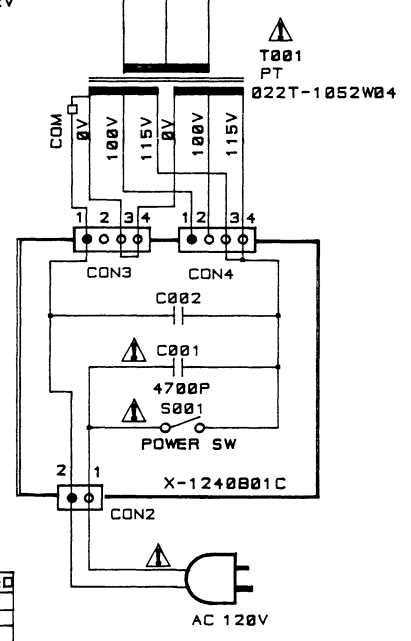 T001
PT
022T-1052W04
COM
0V
100V
115V
0V
100V
115V
1 2 3 4
1 2 3 4
CON3
CON4
C002
C001
4700P
S001
POWER SW
2 1
X-1240B01C
CON2
AC 120V